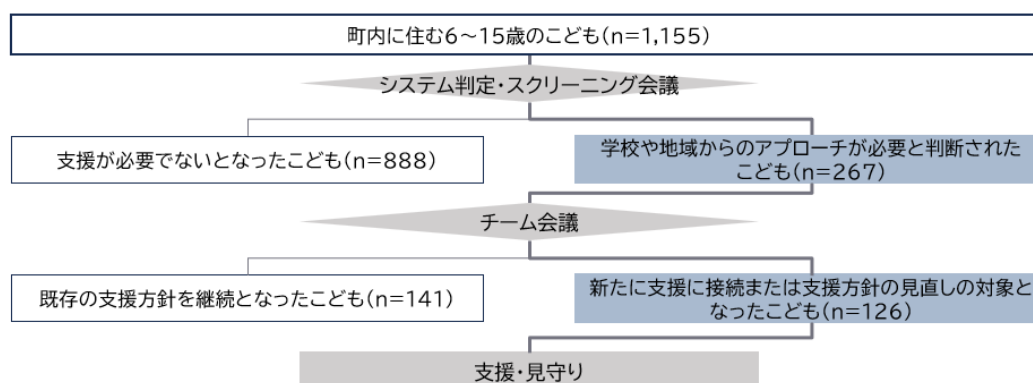 町内に住む6～15歳のこども（n=1,155）
システム判定・スクリーニング会議
支援が必要でないとなったこども（n=888）
学校や地域からのアプローチが必要と判断された
こども（n=267）
チーム会議
既存の支援方針を継続となったこども（n=141）
新たに支援に接続または支援方針の見直しの対象と
なったこども（n=126）
支援・見守り